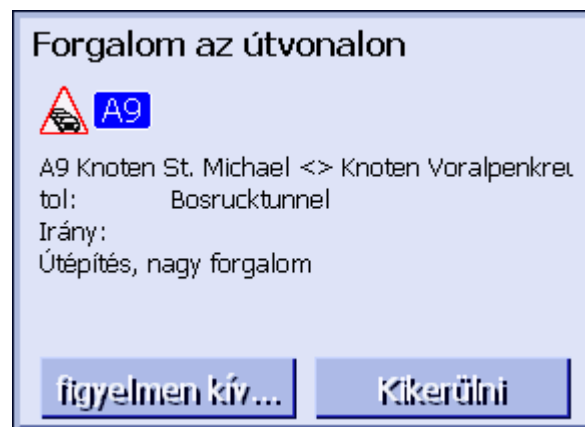 Forgalom az útvonalon
A9
A9 Knoten St. Michael <> Knoten Voralpenkreu
tol: Bosrucktunnel
Irány:
Útépítés, nagy forgalom
figyelmen kív... Kikerülni